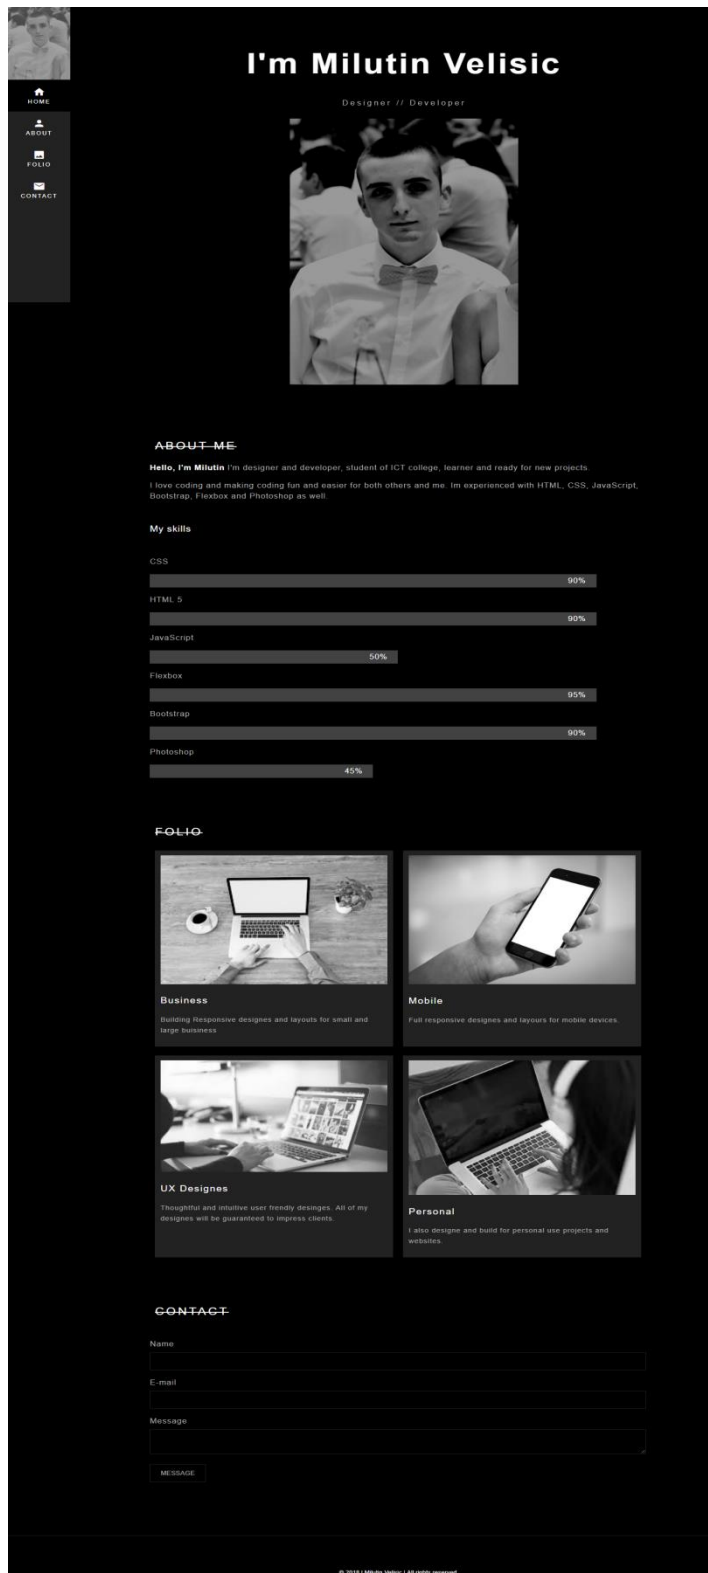 HOME
ABOUT
FOLIO
CONTACT
I'm Milutin Velisic
Designer // Developer
ABOUT ME
Hello, I'm Milutin I'm designer and developer, student of ICT college, learner and ready for new projects.
I love coding and making coding fun and easier for both others and me. Im experienced with HTML, CSS, JavaScript,
Bootstrap, Flexbox and Photoshop as well.
My skills
CSS
90%
HTML 5
90%
JavaScript
50%
Flexbox
95%
Bootstrap
90%
Photoshop
45%
FOLIO
Business
Building Responsive designes and layouts for small and
large buisiness
Mobile
Full responsive designes and layours for mobile devices.
UX Designes
Thoughtful and intuitive user frendly desinges. All of my
designes will be guaranteed to impress clients.
Personal
I also designe and build for personal use projects and
websites.
CONTACT
Name
E-mail
Message
MESSAGE
| All rights reserved